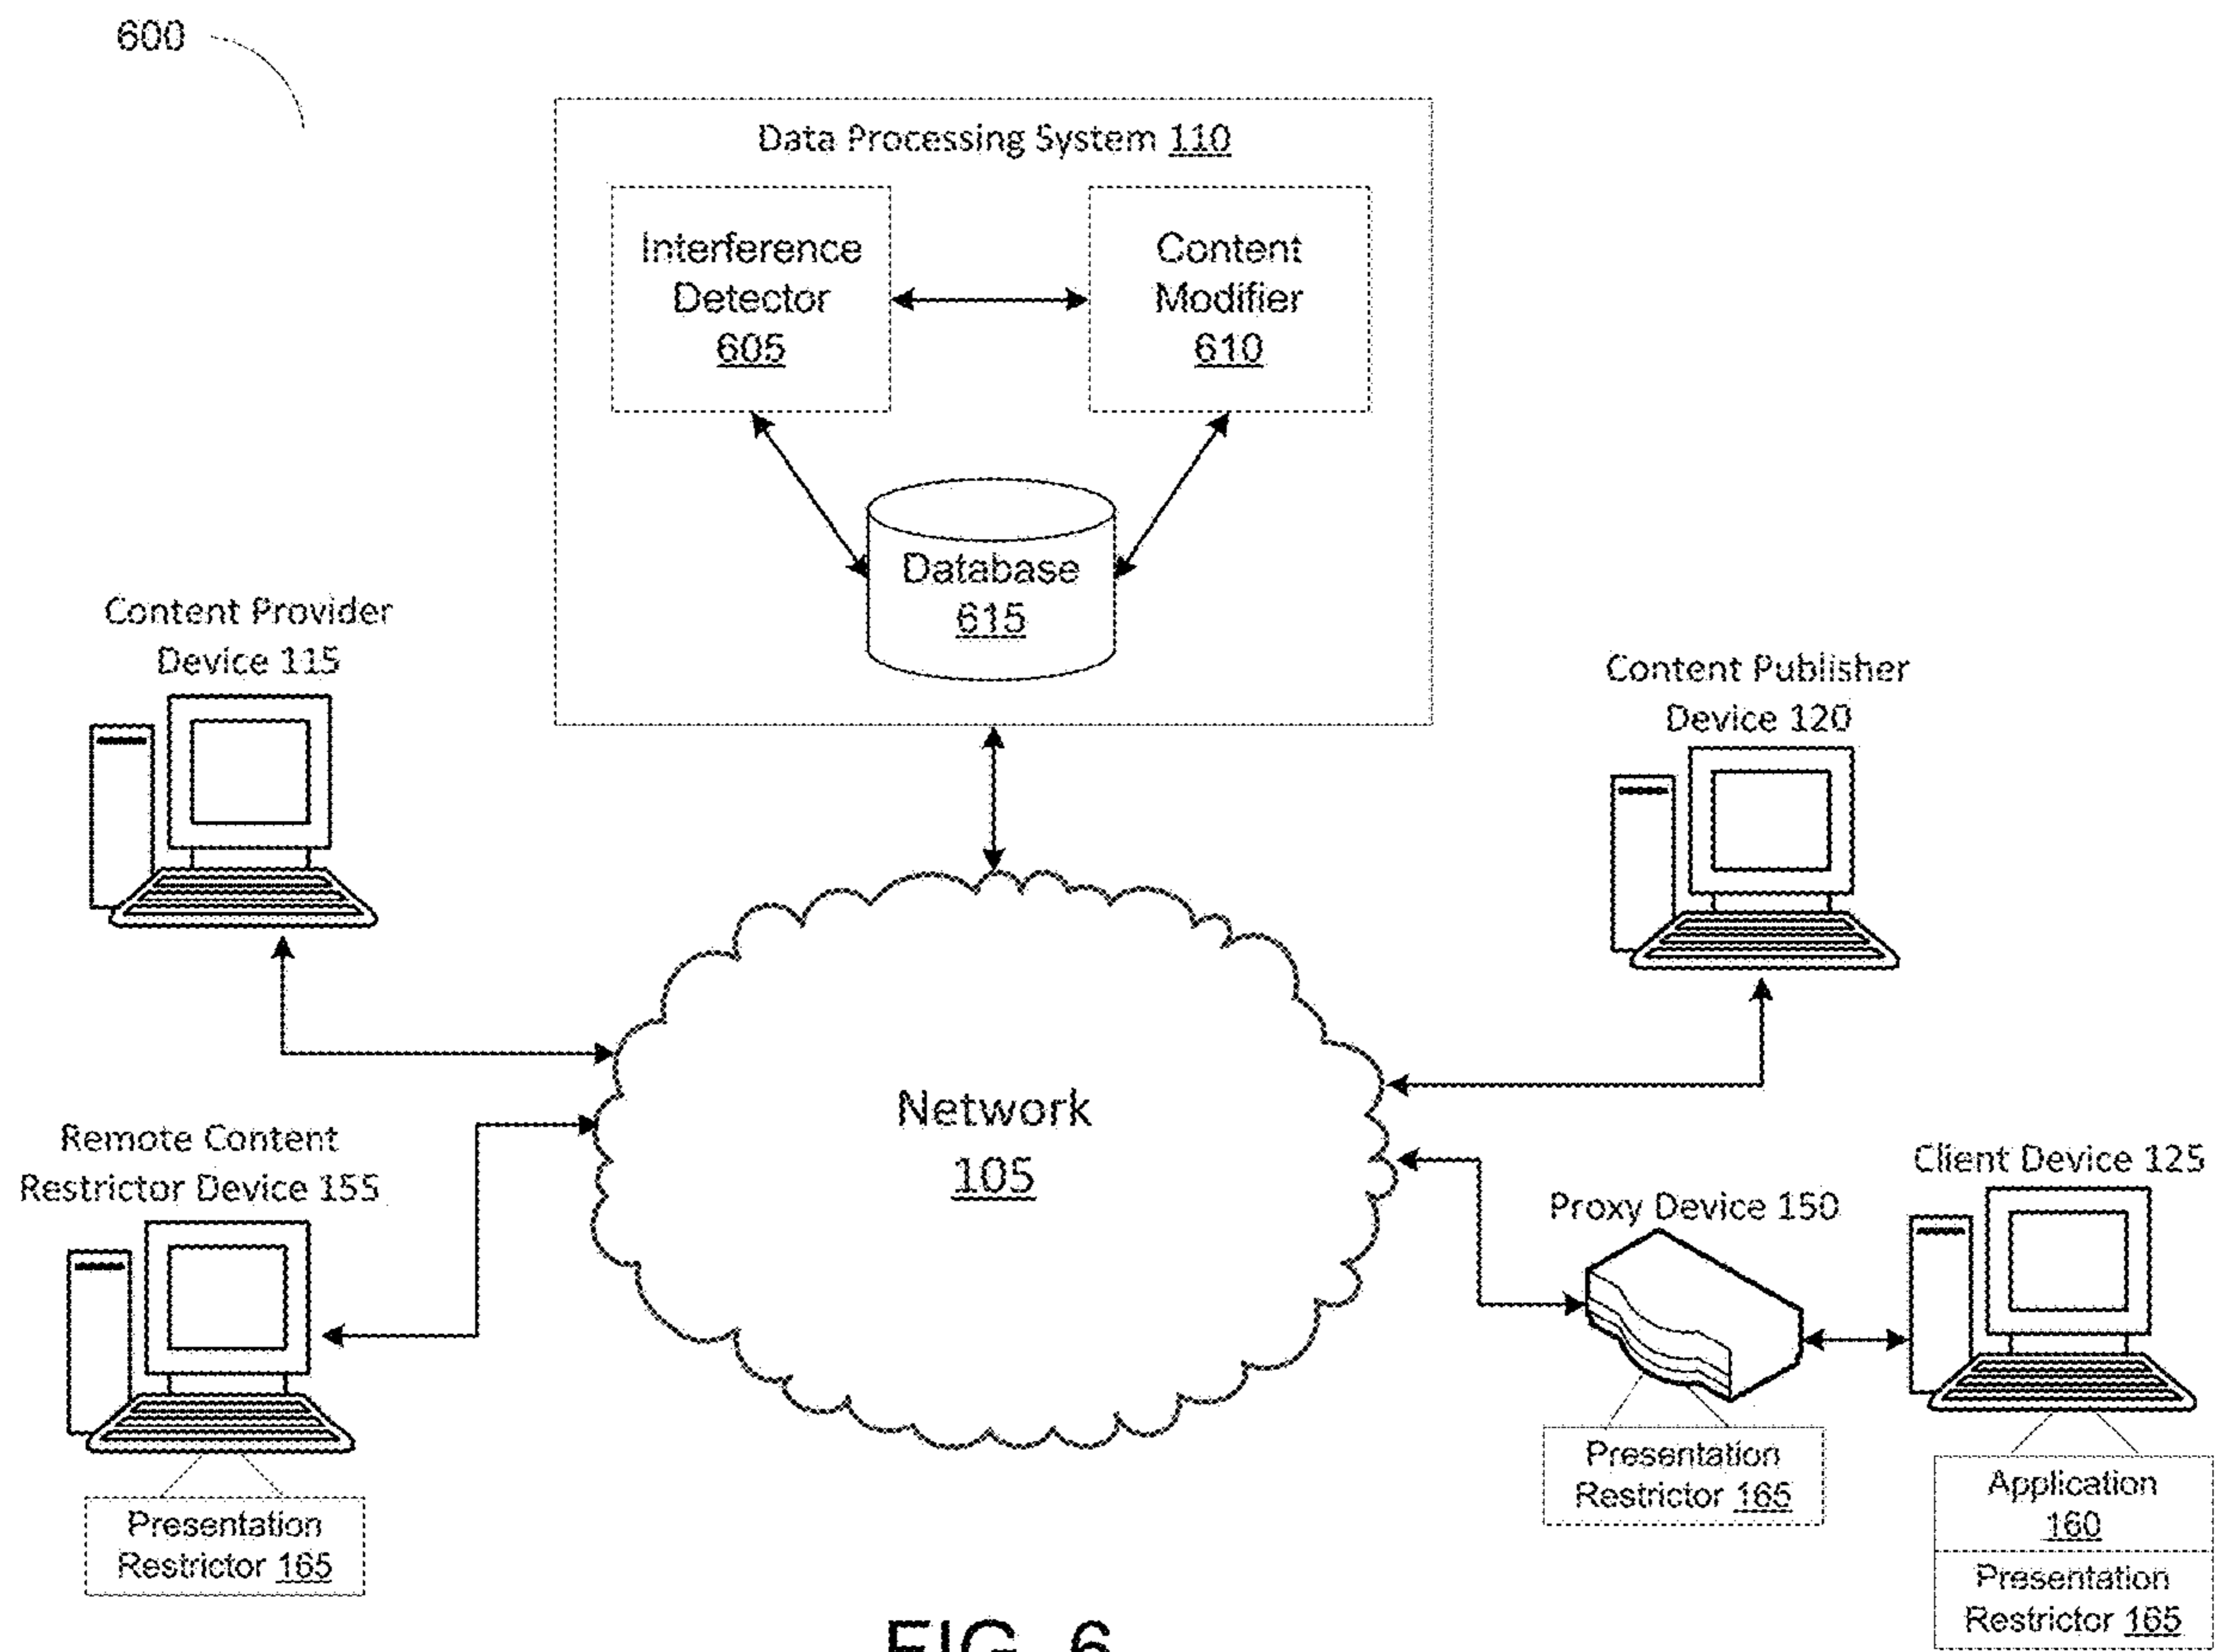 600
Data Processing System 110
Interference
Detector
605
Content
Modifier
610
Database
615
Content Provider
Device 115
Content Publisher
Device 120
Network
105
Remote Content
Restrictor Device 155
Presentation
Restrictor 165
Proxy Device 150
Presentation
Restrictor 165
Client Device 125
Application
160
Presentation
Restrictor 165
FIG. 6